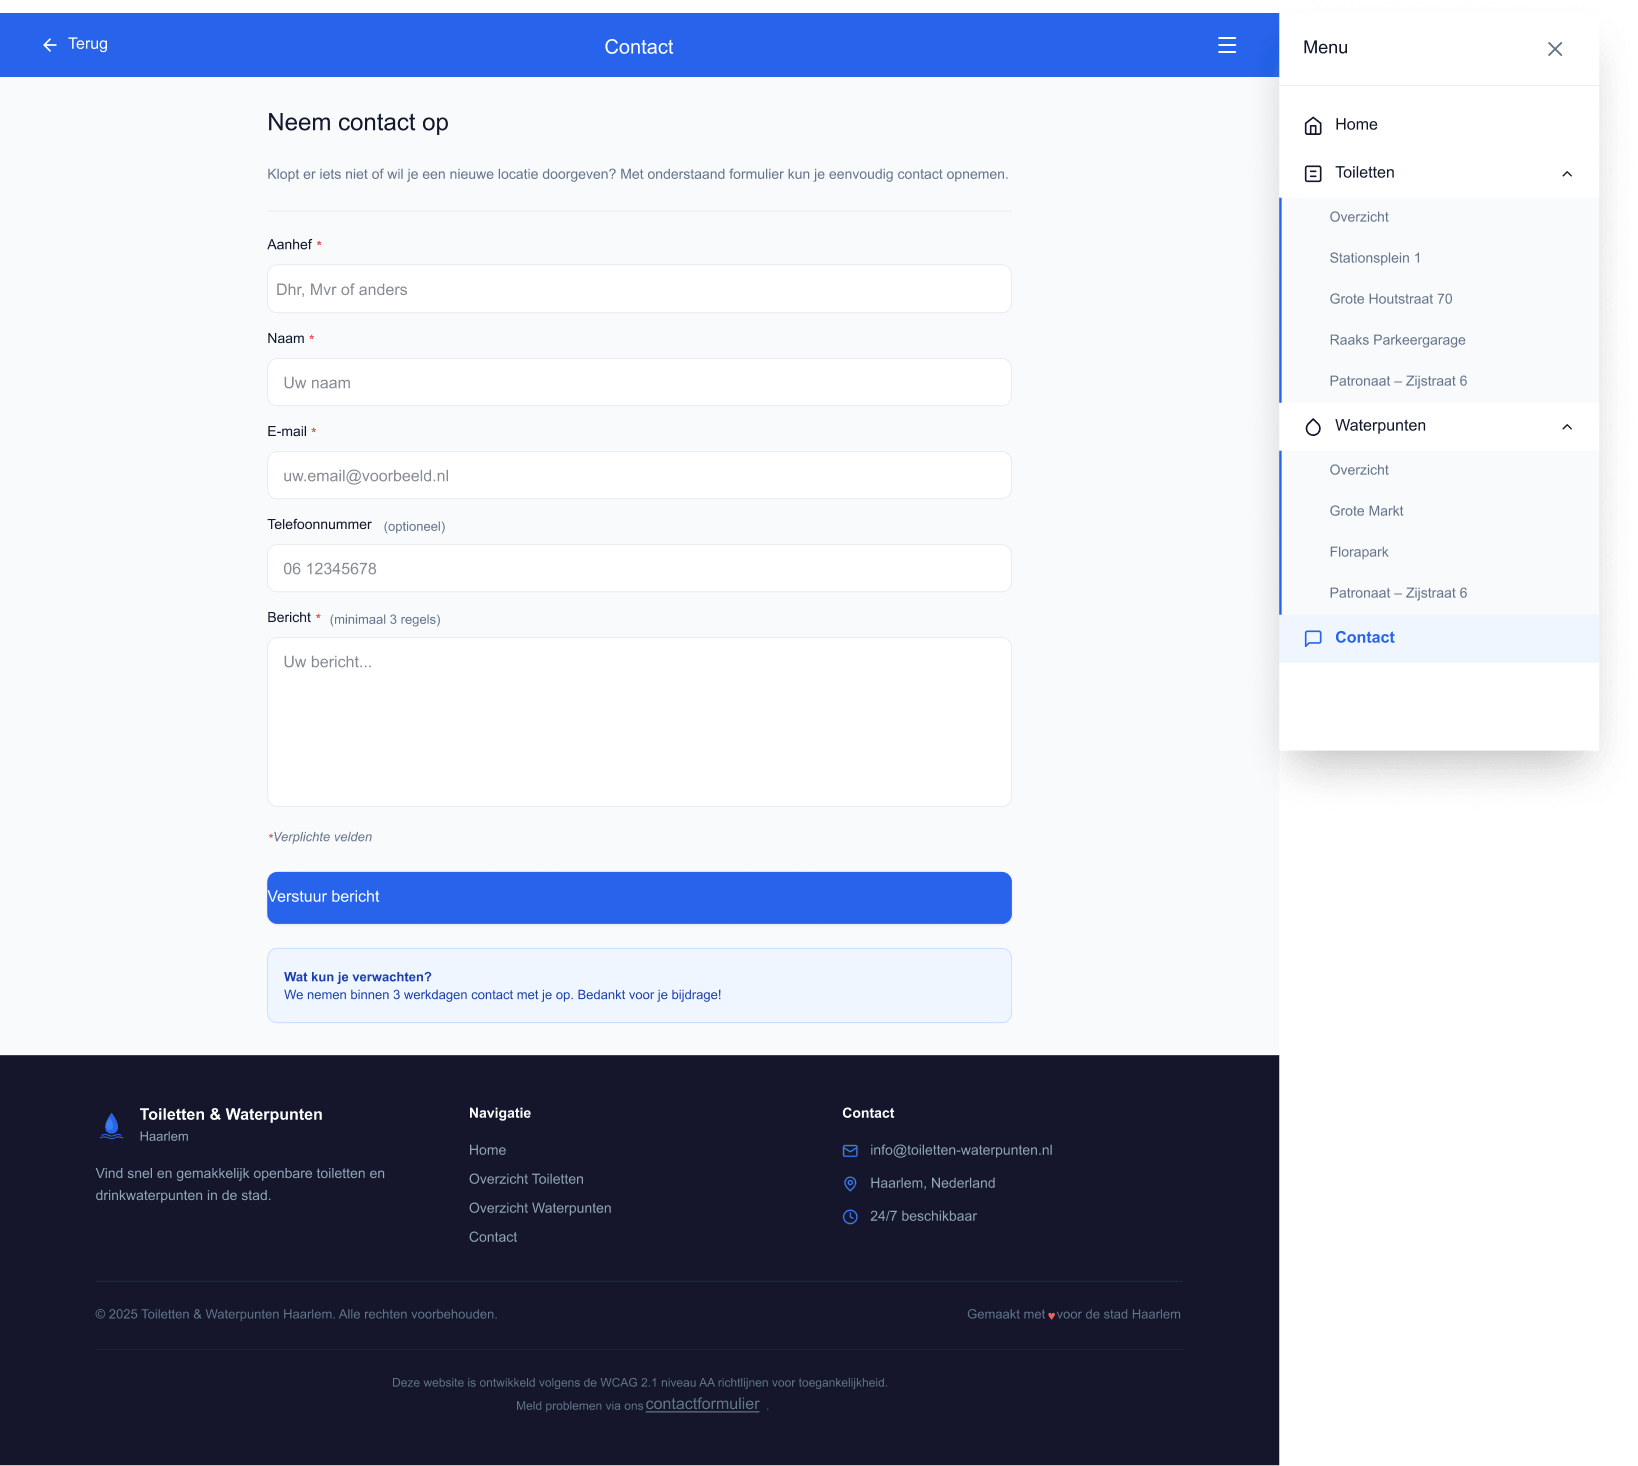 Terug
Contact
Neem contact op
Klopt er iets niet of wil je een nieuwe locatie doorgeven? Met onderstaand formulier kun je eenvoudig contact opnemen.
Aanhef *
Dhr, Mvr of anders
Naam *
Uw naam
E-mail *
uw.email@voorbeeld.nl
Telefoonnummer (optioneel)
06 12345678
Bericht * (minimaal 3 regels)
Uw bericht...
*Verplichte velden
Verstuur bericht
Wat kun je verwachten?
We nemen binnen 3 werkdagen contact met je op. Bedankt voor je bijdrage!
Menu
Home
Toiletten
Overzicht
Stationsplein 1
Grote Houtstraat 70
Raaks Parkeergarage
Patronaat – Zijstraat 6
Waterpunten
Overzicht
Grote Markt
Florapark
Patronaat – Zijstraat 6
Contact
Toiletten & Waterpunten
Haarlem
Vind snel en gemakkelijk openbare toiletten en
drinkwaterpunten in de stad.
Navigatie
Home
Overzicht Toiletten
Overzicht Waterpunten
Contact
Contact
info@toiletten-waterpunten.nl
Haarlem, Nederland
24/7 beschikbaar
© 2025 Toiletten & Waterpunten Haarlem. Alle rechten voorbehouden.
Gemaakt met ♥ voor de stad Haarlem
Deze website is ontwikkeld volgens de WCAG 2.1 niveau AA richtlijnen voor toegankelijkheid.
Meld problemen via ons contactformulier .